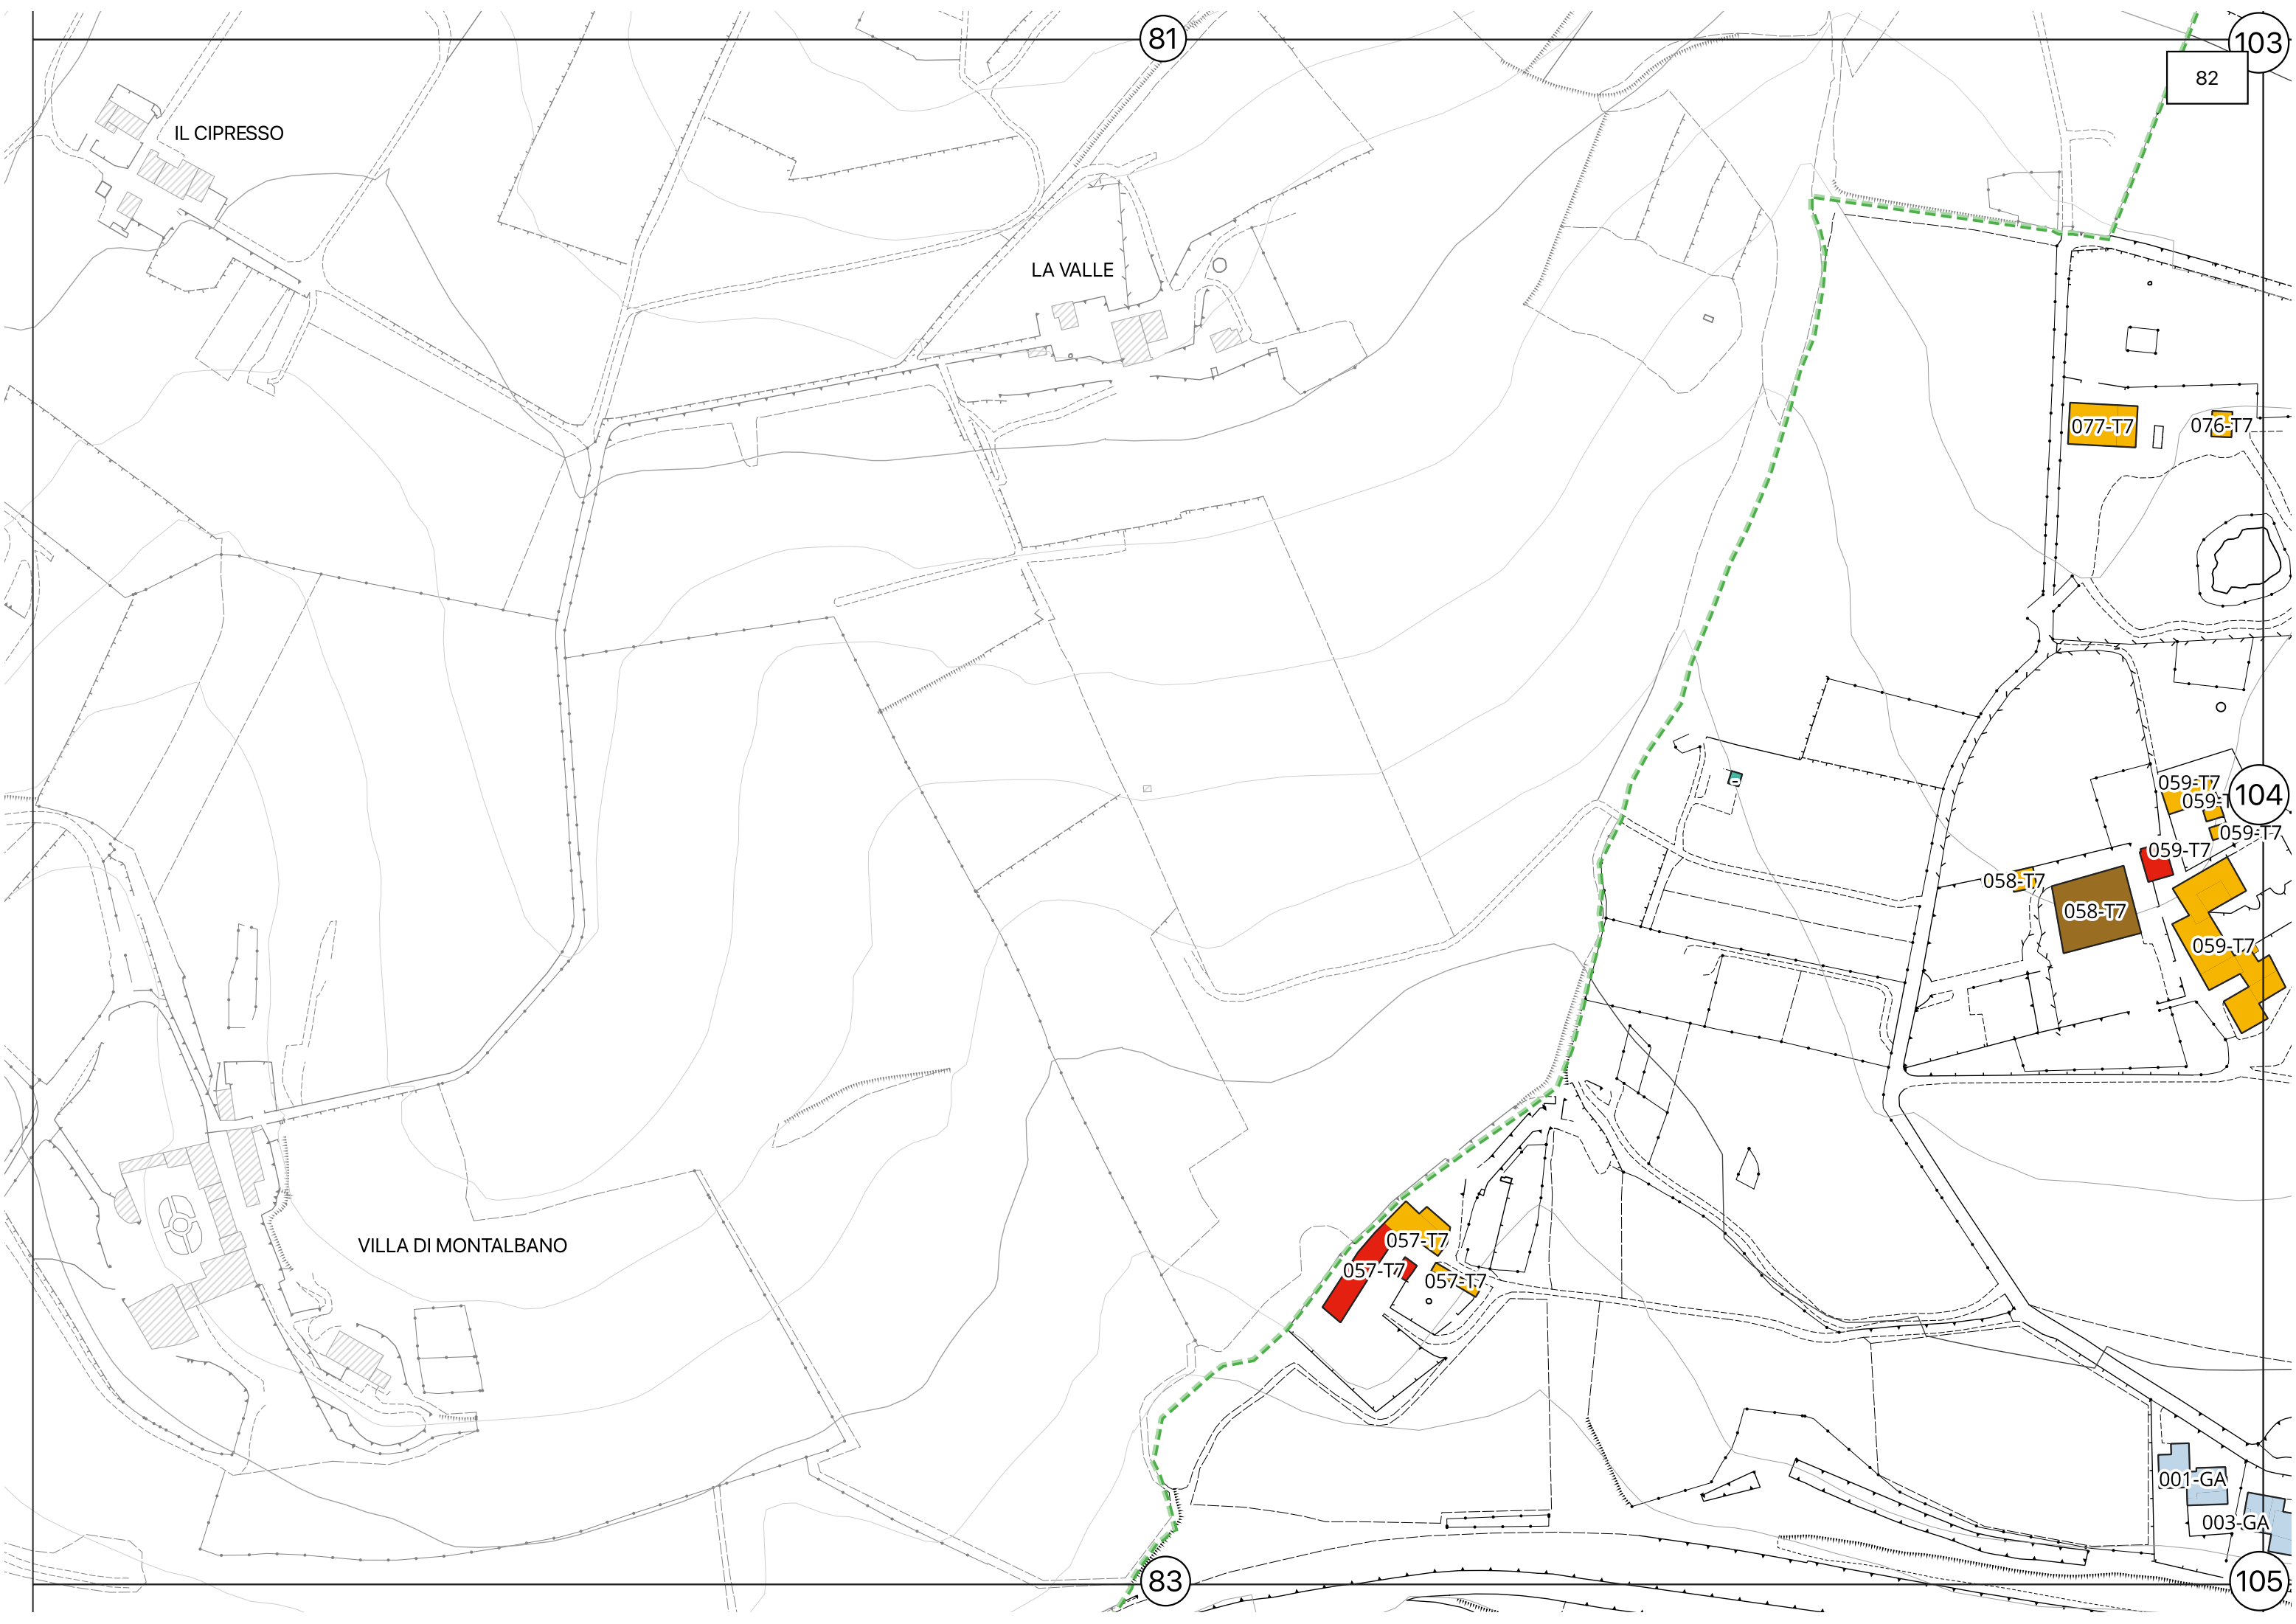 81
103
82
IL CIPRESSO
LA VALLE
077-T7
076-T7
059-T7
059-T
104
059-T7
059-T7
058-T7
058-T7
059-T7
057-T7
VILLA DI MONTALBANO
057-T7
057-T7
001-GA
003-GA
83
105